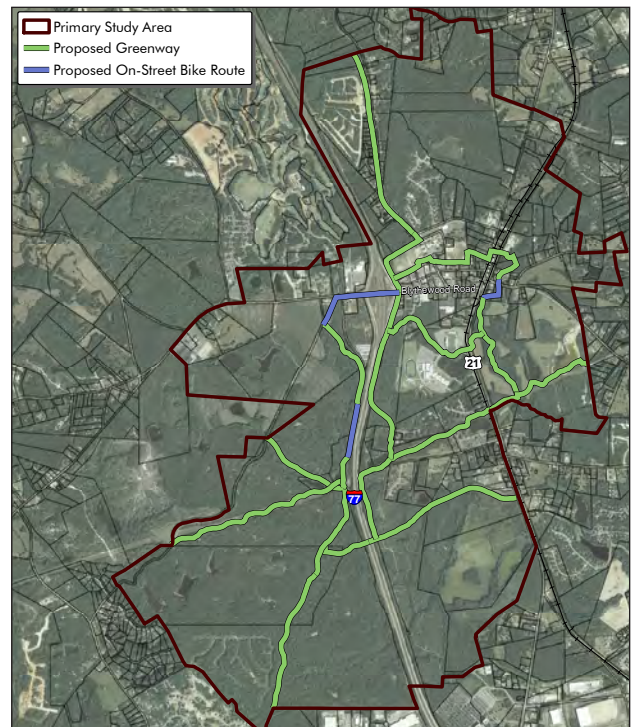 Primary Study Area
Proposed Greenway
Proposed On-Street Bike Route
Blythewood Road
21
77